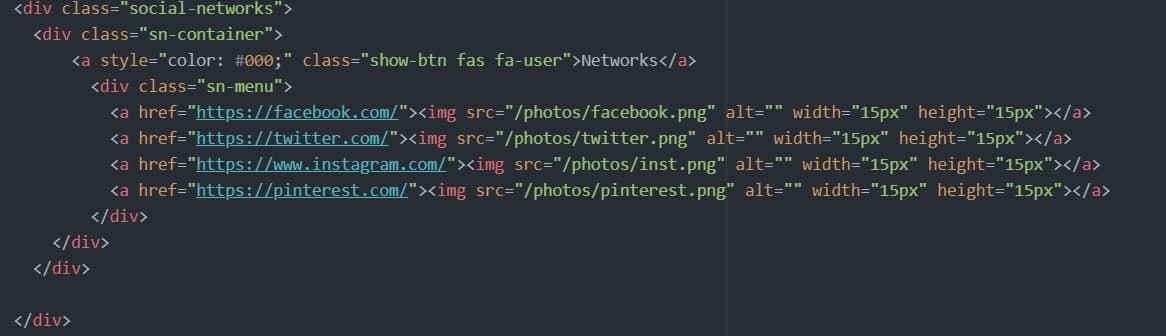 <div class="social-networks">
<div class="sn-container">
<a style="color: #000;" class="show-btn fas fa-user">Networks</a>
<div class="sn-menu">
<a href="https://facebook.com/"><img src="/photos/facebook.png" alt="" width="15px" height="15px"></a>
<a href="https://twitter.com/"><img src="/photos/twitter.png" alt="" width="15px" height="15px"></a>
<a href="https://www.instagram.com/"><img src="/photos/inst.png" alt="" width="15px" height="15px"></a>
<a href="https://pinterest.com/"><img src="/photos/pinterest.png" alt="" width="15px" height="15px"></a>
</div>
</div>
</div>
</div>